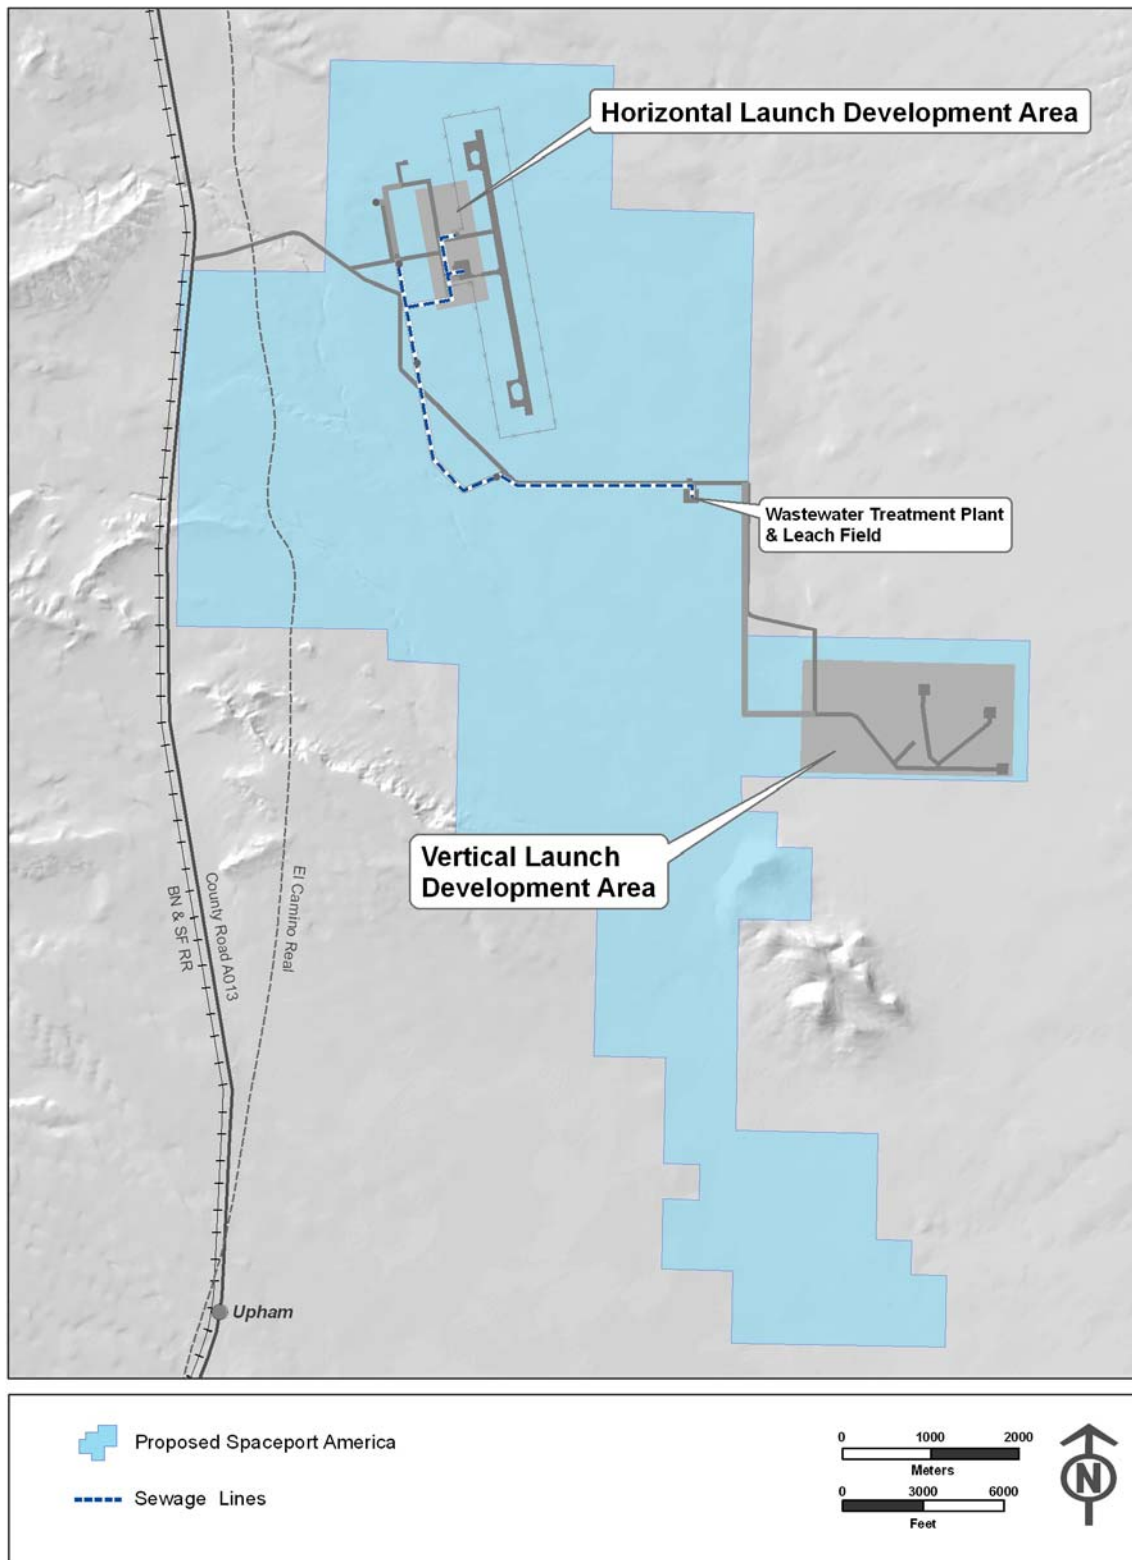 Horizontal Launch Development Area
Wastewater Treatment Plant
& Leach Field
Vertical Launch
Development Area
El Camino Real
County Road A013
BN & SF RR
Upham
Proposed Spaceport America
Sewage Lines
0 1000 2000
Meters
0 3000 6000
Feet
N